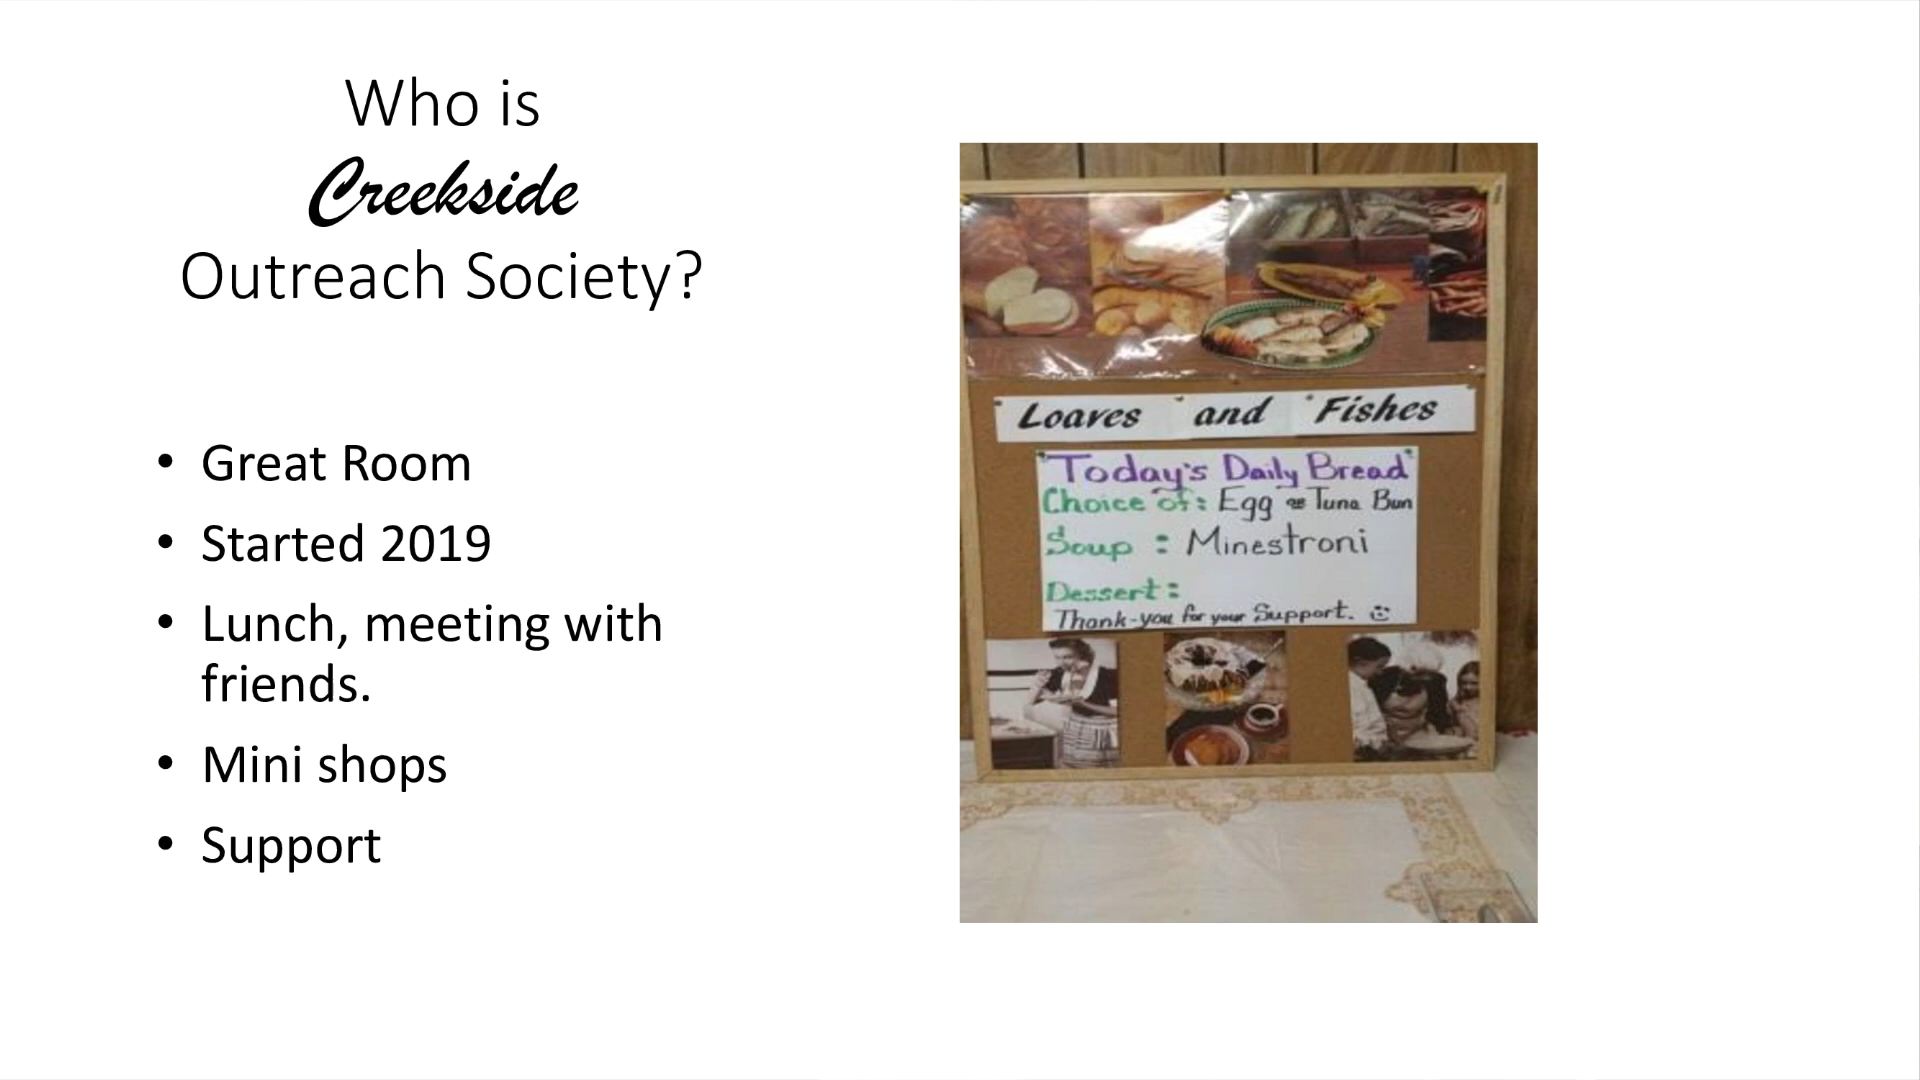 Who is
Creekside
Outreach Society?
• Great Room
• Started 2019
• Lunch, meeting with
friends.
• Mini shops
• Support
Loaves and Fishes
Today's Daily Bread
Choice of: Egg or Tuna Bun
Soup : Minestroni
Dessert :
Thank-you for your Support. ☺